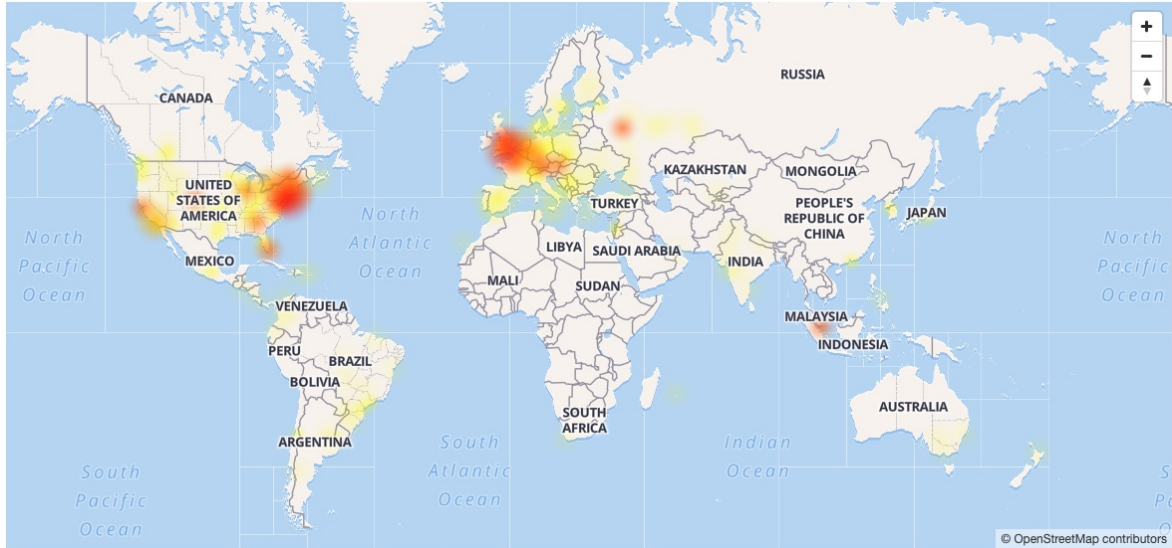 +
−
RUSSIA
CANADA
KAZAKHSTAN
MONGOLIA
UNITED
STATES OF
AMERICA
TURKEY
PEOPLE'S
REPUBLIC OF
CHINA
JAPAN
North
Atlantic
Ocean
North
Pacific
Ocean
North
Pacific
Ocean
LIBYA
SAUDI ARABIA
MEXICO
INDIA
MALI
SUDAN
VENEZUELA
MALAYSIA
INDONESIA
PERU
BRAZIL
BOLIVIA
SOUTH
AFRICA
AUSTRALIA
ARGENTINA
South
Pacific
Ocean
South
Atlantic
Ocean
Indian
Ocean
S
P
© OpenStreetMap contributors